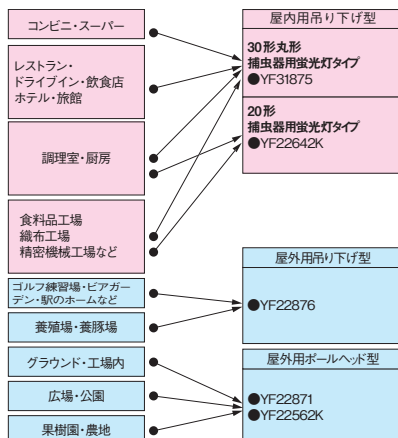 コンビニ・スーパー
レストラン・
ドライブイン・飲食店
ホテル・旅館
調理室・厨房
食料品工場
織布工場
精密機械工場など
ゴルフ練習場・ビアガー
デン・駅のホームなど
養殖場・養豚場
グラウンド・工場内
広場・公園
果樹園・農地
屋内用吊り下げ型
30形丸形
捕虫器用蛍光灯タイプ
●YF31875
20形
捕虫器用蛍光灯タイプ
●YF22642K
屋外用吊り下げ型
●YF22876
屋外用ポールヘッド型
●YF22871
●YF22562K